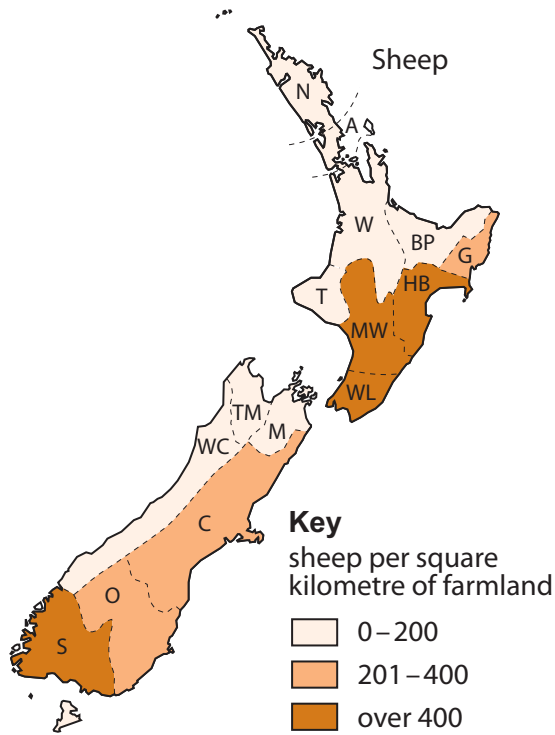 Sheep
N
A
W
BP
G
T
HB
MW
WL
TM
M
WC
C
O
S
Key
sheep per square
kilometre of farmland
0–200
201–400
over 400